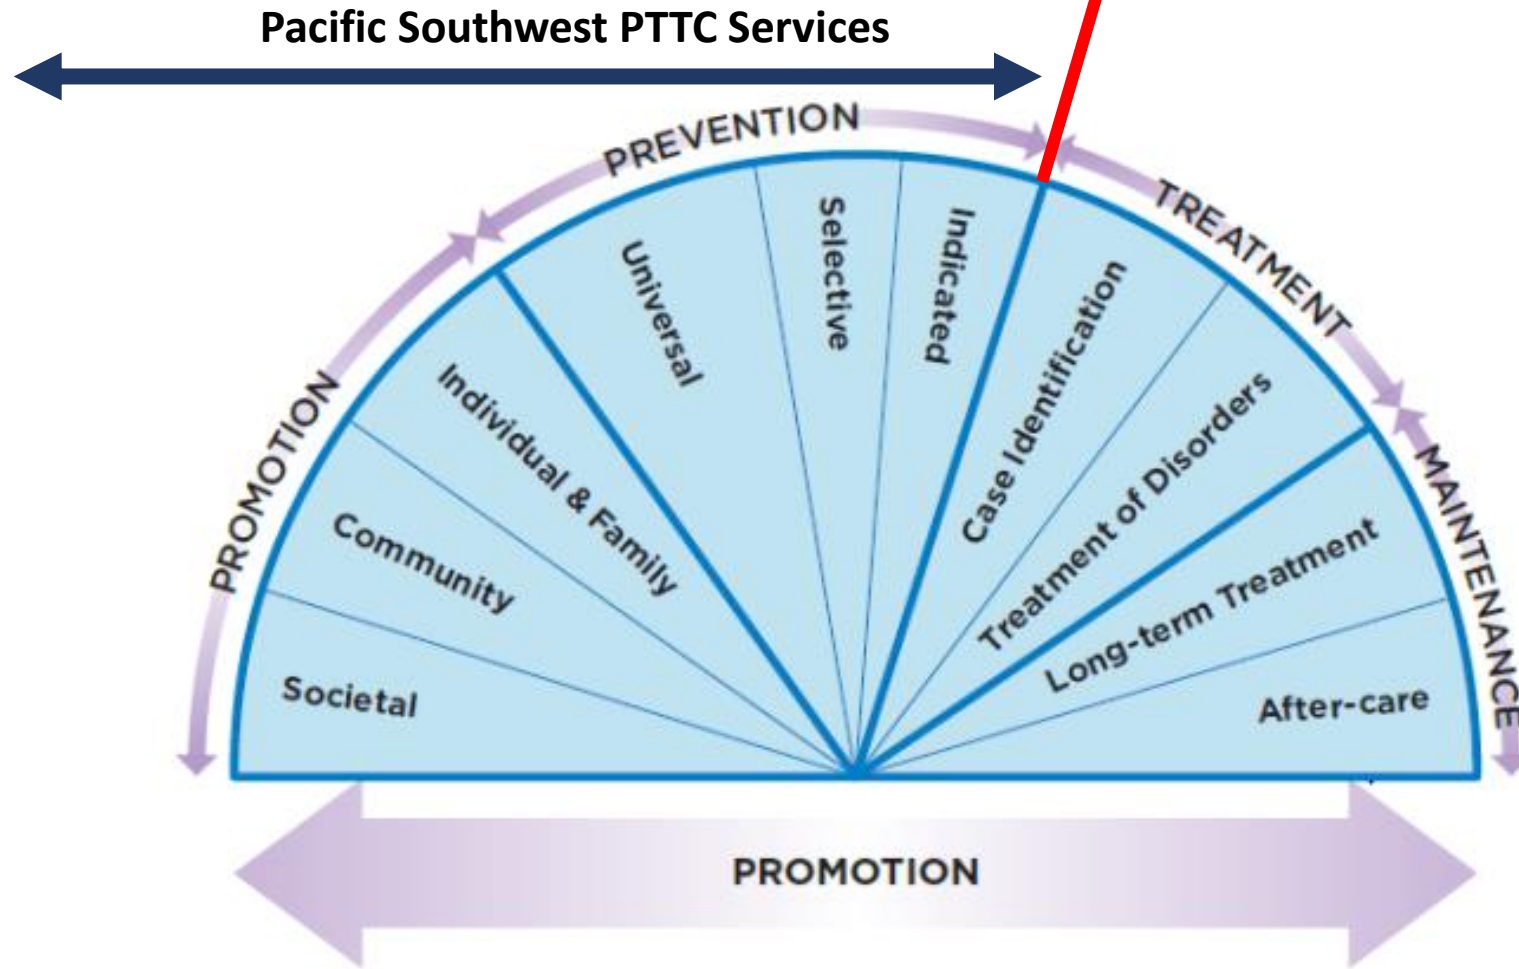 Pacific Southwest PTTC Services
PROMOTION
PREVENTION
TREATMENT
MAINTENANCE
Societal
Community
Individual & Family
Universal
Selective
Indicated
Case Identification
Treatment of Disorders
Long-term Treatment
After-care
PROMOTION